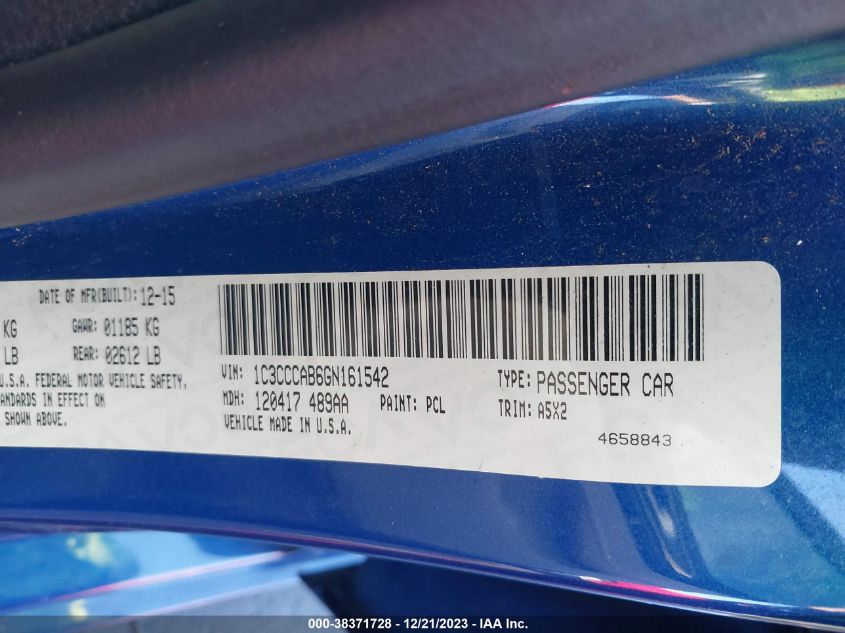 DATE OF MFR(BUILT): 12-15
KG GAWR: 01185 KG
LB REAR: 02612 LB
U.S.A. FEDERAL MOTOR VEHICLE SAFETY,
ANDARDS IN EFFECT ON
SHOWN ABOVE.
VIN: 1C3CCCAB6GN161542
TYPE: PASSENGER CAR
MDH: 120417 489AA PAINT: PCL
TRIM: A5X2
VEHICLE MADE IN U.S.A.
4658843
000-38371728 - 12/21/2023 - IAA Inc.